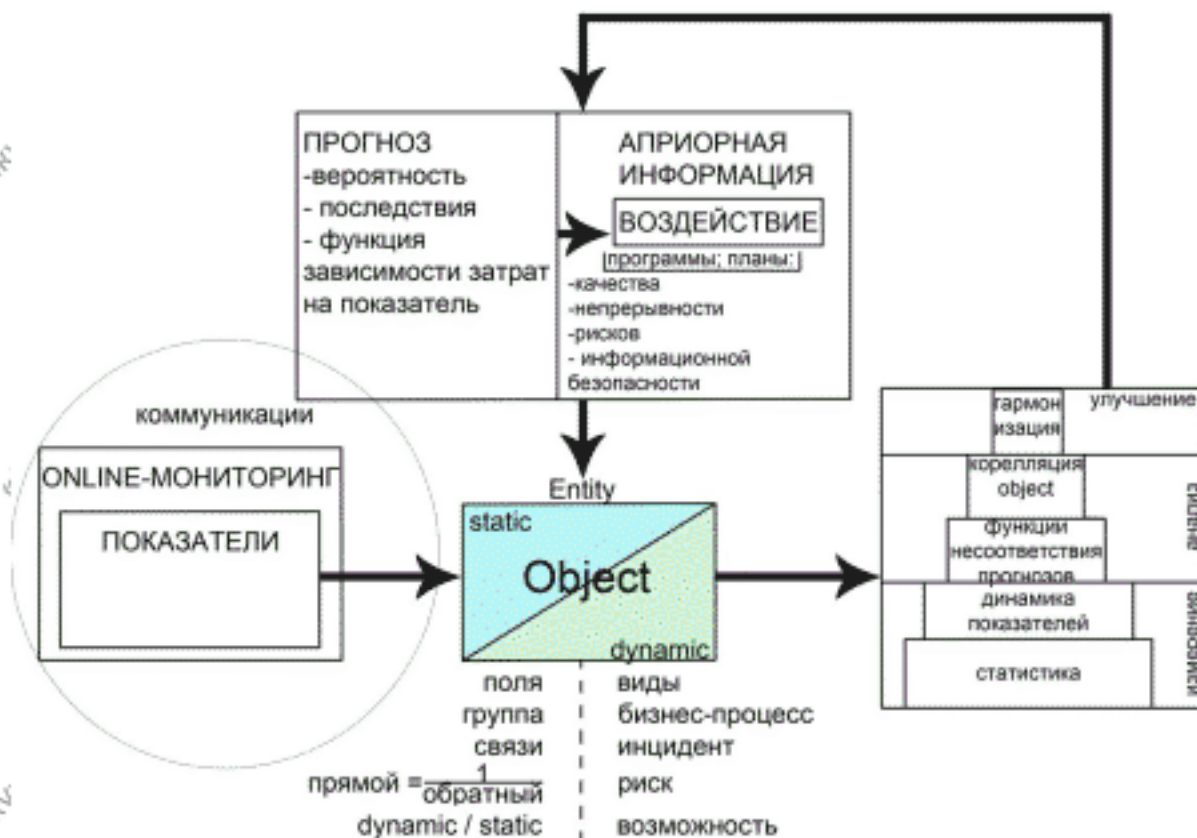 ПРОГНОЗ
-вероятность
- последствия
- функция
зависимости затрат
на показатель
АПРИОРНАЯ
ИНФОРМАЦИЯ
ВОЗДЕЙСТВИЕ
[программы; планы:]
-качества
-непрерывности
-рисков
- информационной
безопасности
коммуникации
ONLINE-МОНИТОРИНГ
ПОКАЗАТЕЛИ
Entity
static
Object
dynamic
поля
группа
связи
прямой = 1
обратный
dynamic / static
виды
бизнес-процесс
инцидент
риск
возможность
гармон
изация
улучшение
корелляция
object
функции
несоответствия
прогнозов
анализ
динамика
показателей
статистика
измерение